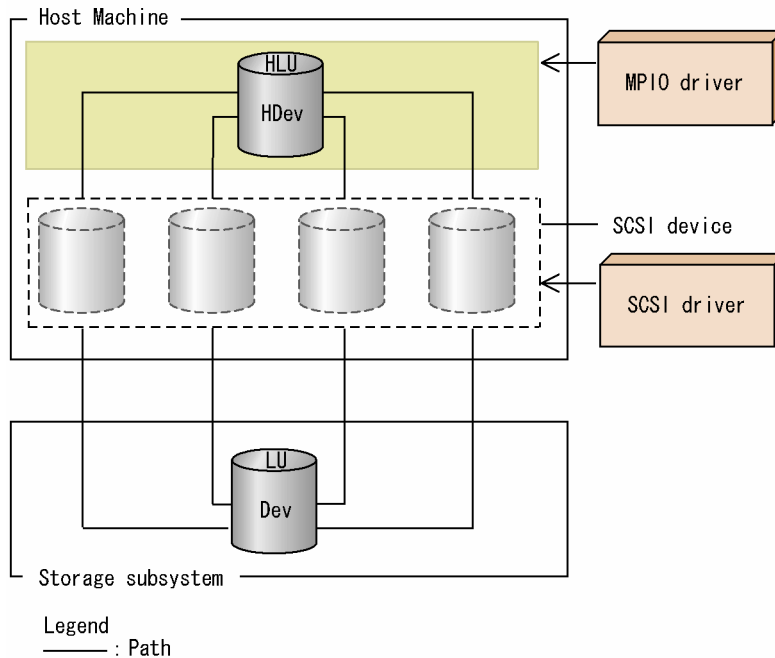 Host Machine
HLU
HDev
MPIO driver
SCSI device
SCSI driver
LU
Dev
Storage subsystem
Legend
: Path